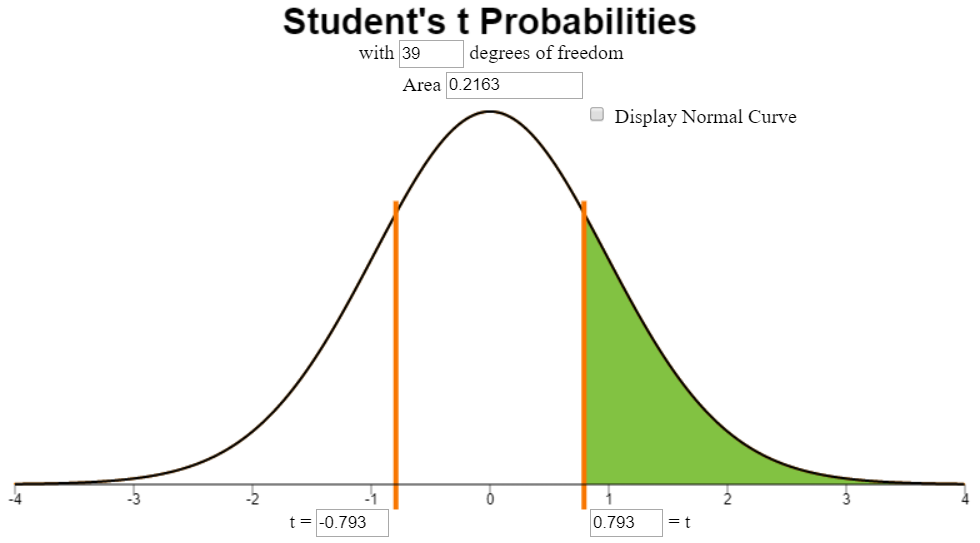 Student's t Probabilities
with 39 degrees of freedom
Area 0.2163
Display Normal Curve
-4 -3 -2 -1 0 1 2 3 4
t = -0.793 0.793 = t